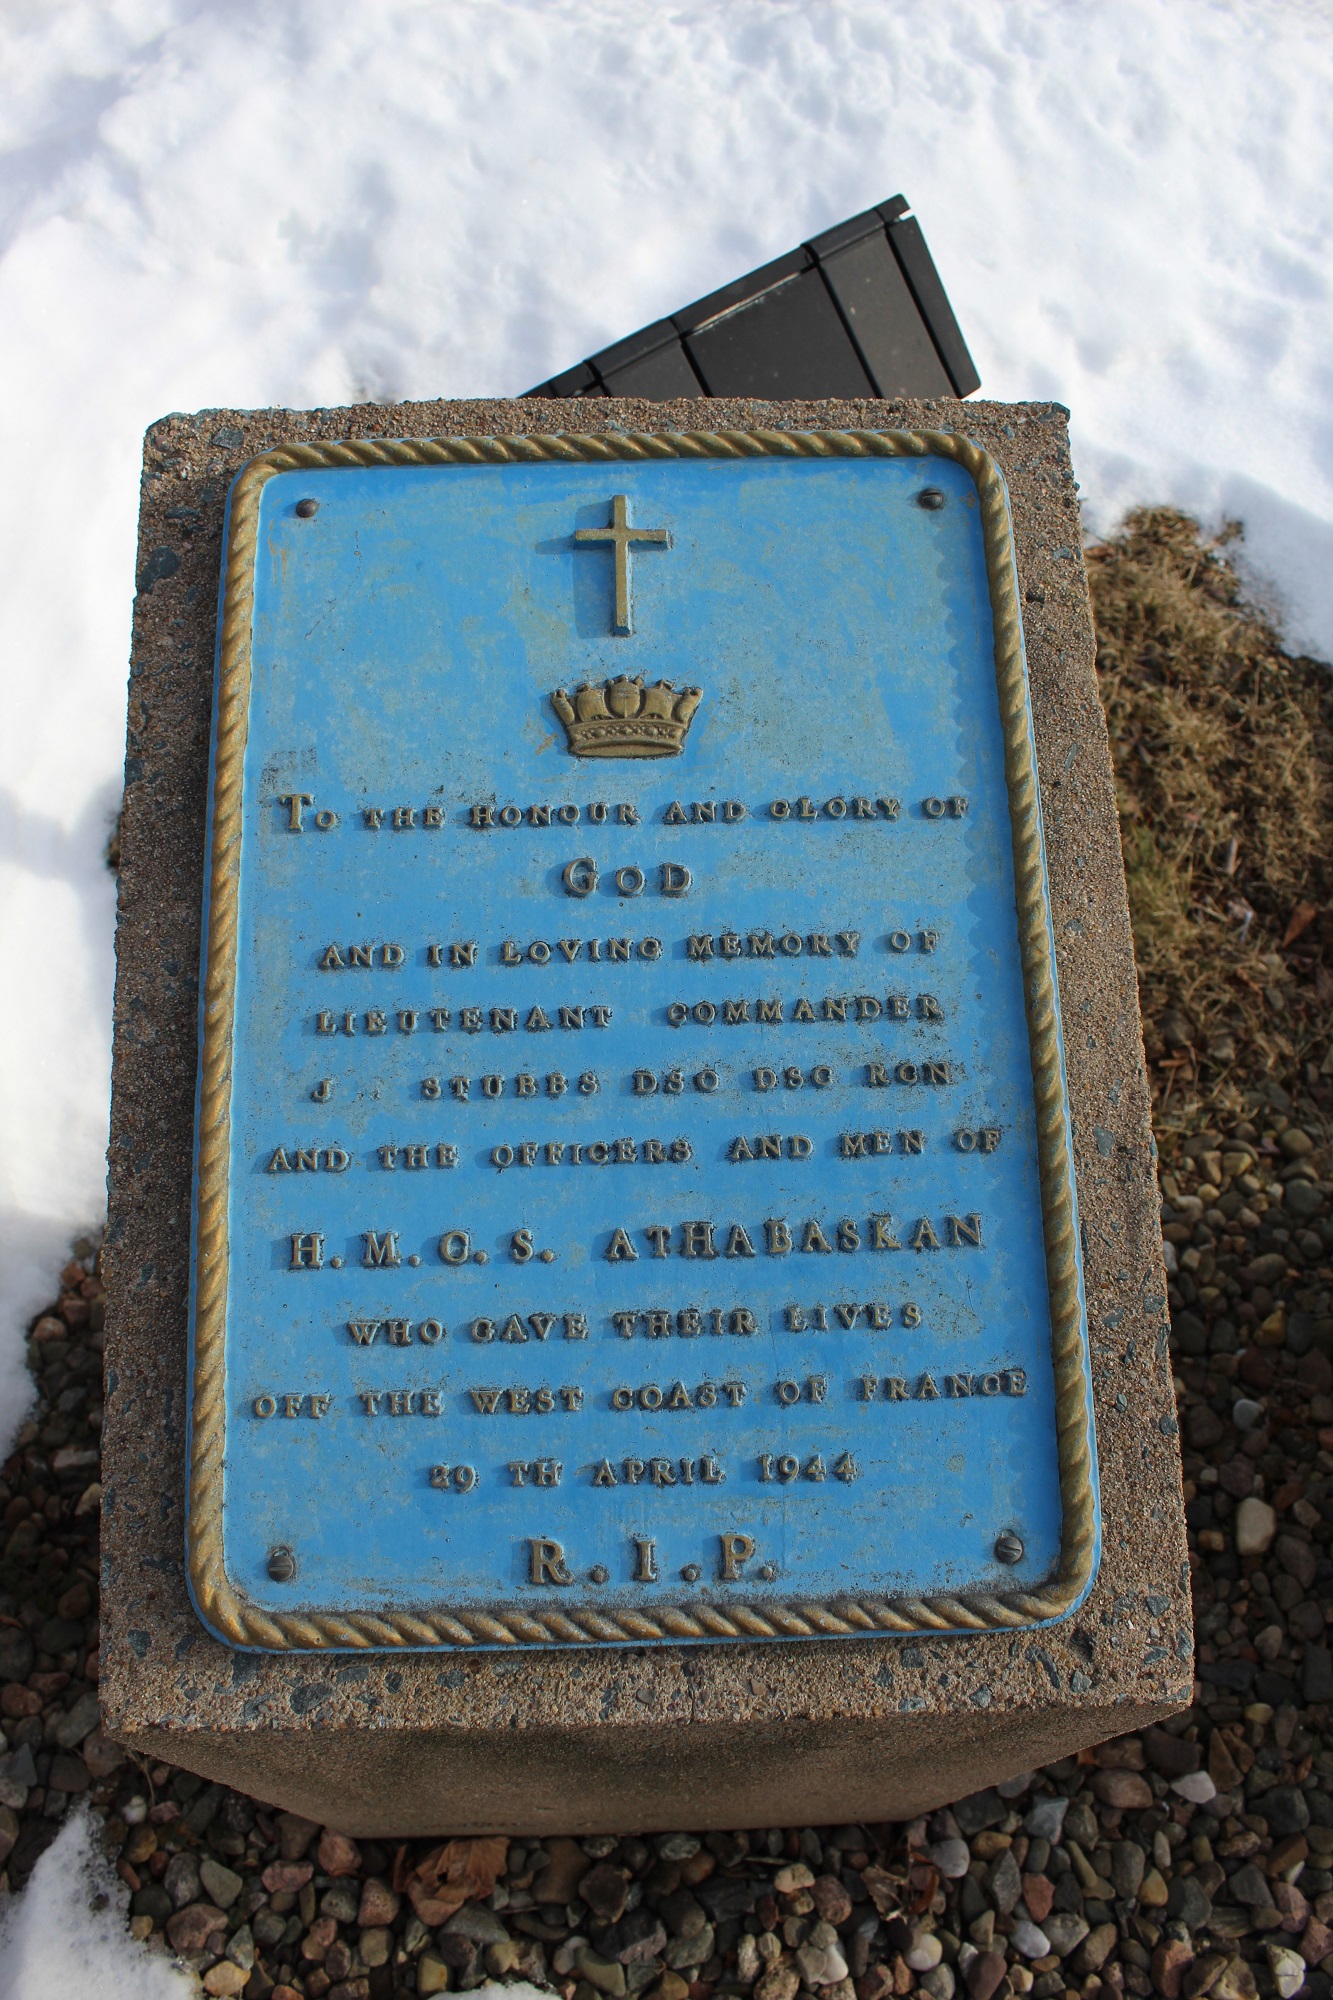 To THE HONOUR AND GLORY OF
GOD
AND IN LOVING MEMORY OF
LIEUTENANT COMMANDER
J. STUBBS DSO DSC RCN
AND THE OFFICERS AND MEN OF
H.M.C.S. ATHABASKAN
WHO GAVE THEIR LIVES
OFF THE WEST COAST OF FRANCE
29 TH APRIL 1944
R.I.P.